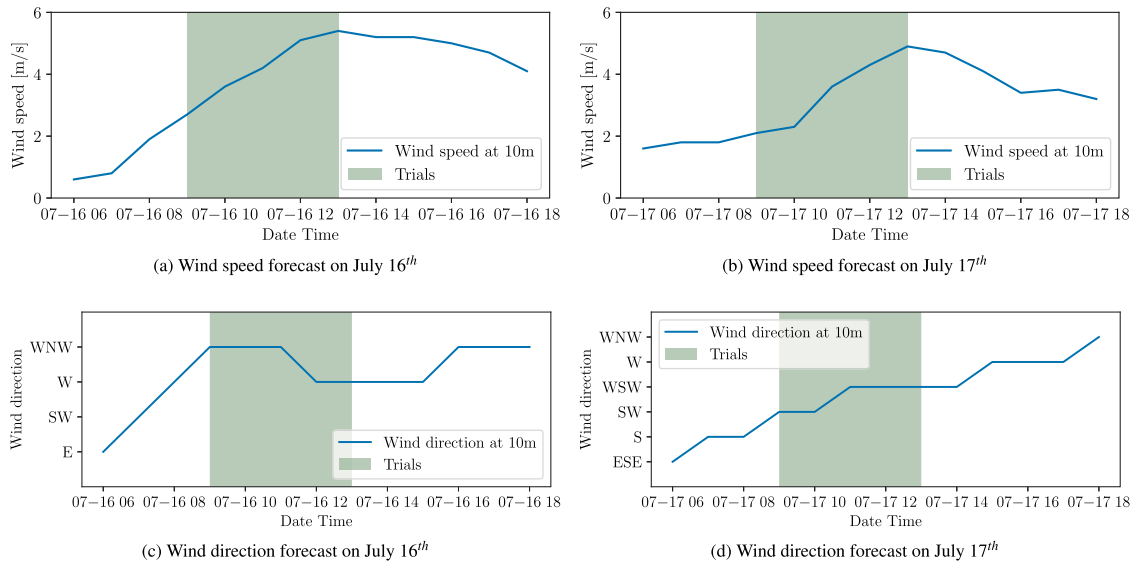 6
4
2
0
Wind speed [m/s]
Wind speed at 10m
Trials
07−16 06 07−16 08 07−16 10 07−16 12 07−16 14 07−16 16 07−16 18
Date Time
(a) Wind speed forecast on July 16th
6
4
2
0
Wind speed [m/s]
Wind speed at 10m
Trials
07−17 06 07−17 08 07−17 10 07−17 12 07−17 14 07−17 16 07−17 18
Date Time
(b) Wind speed forecast on July 17th
WNW
W
SW
E
Wind direction
Wind direction at 10m
Trials
07−16 06 07−16 08 07−16 10 07−16 12 07−16 14 07−16 16 07−16 18
Date Time
(c) Wind direction forecast on July 16th
WNW
W
WSW
SW
S
ESE
Wind direction
Wind direction at 10m
Trials
07−17 06 07−17 08 07−17 10 07−17 12 07−17 14 07−17 16 07−17 18
Date Time
(d) Wind direction forecast on July 17th